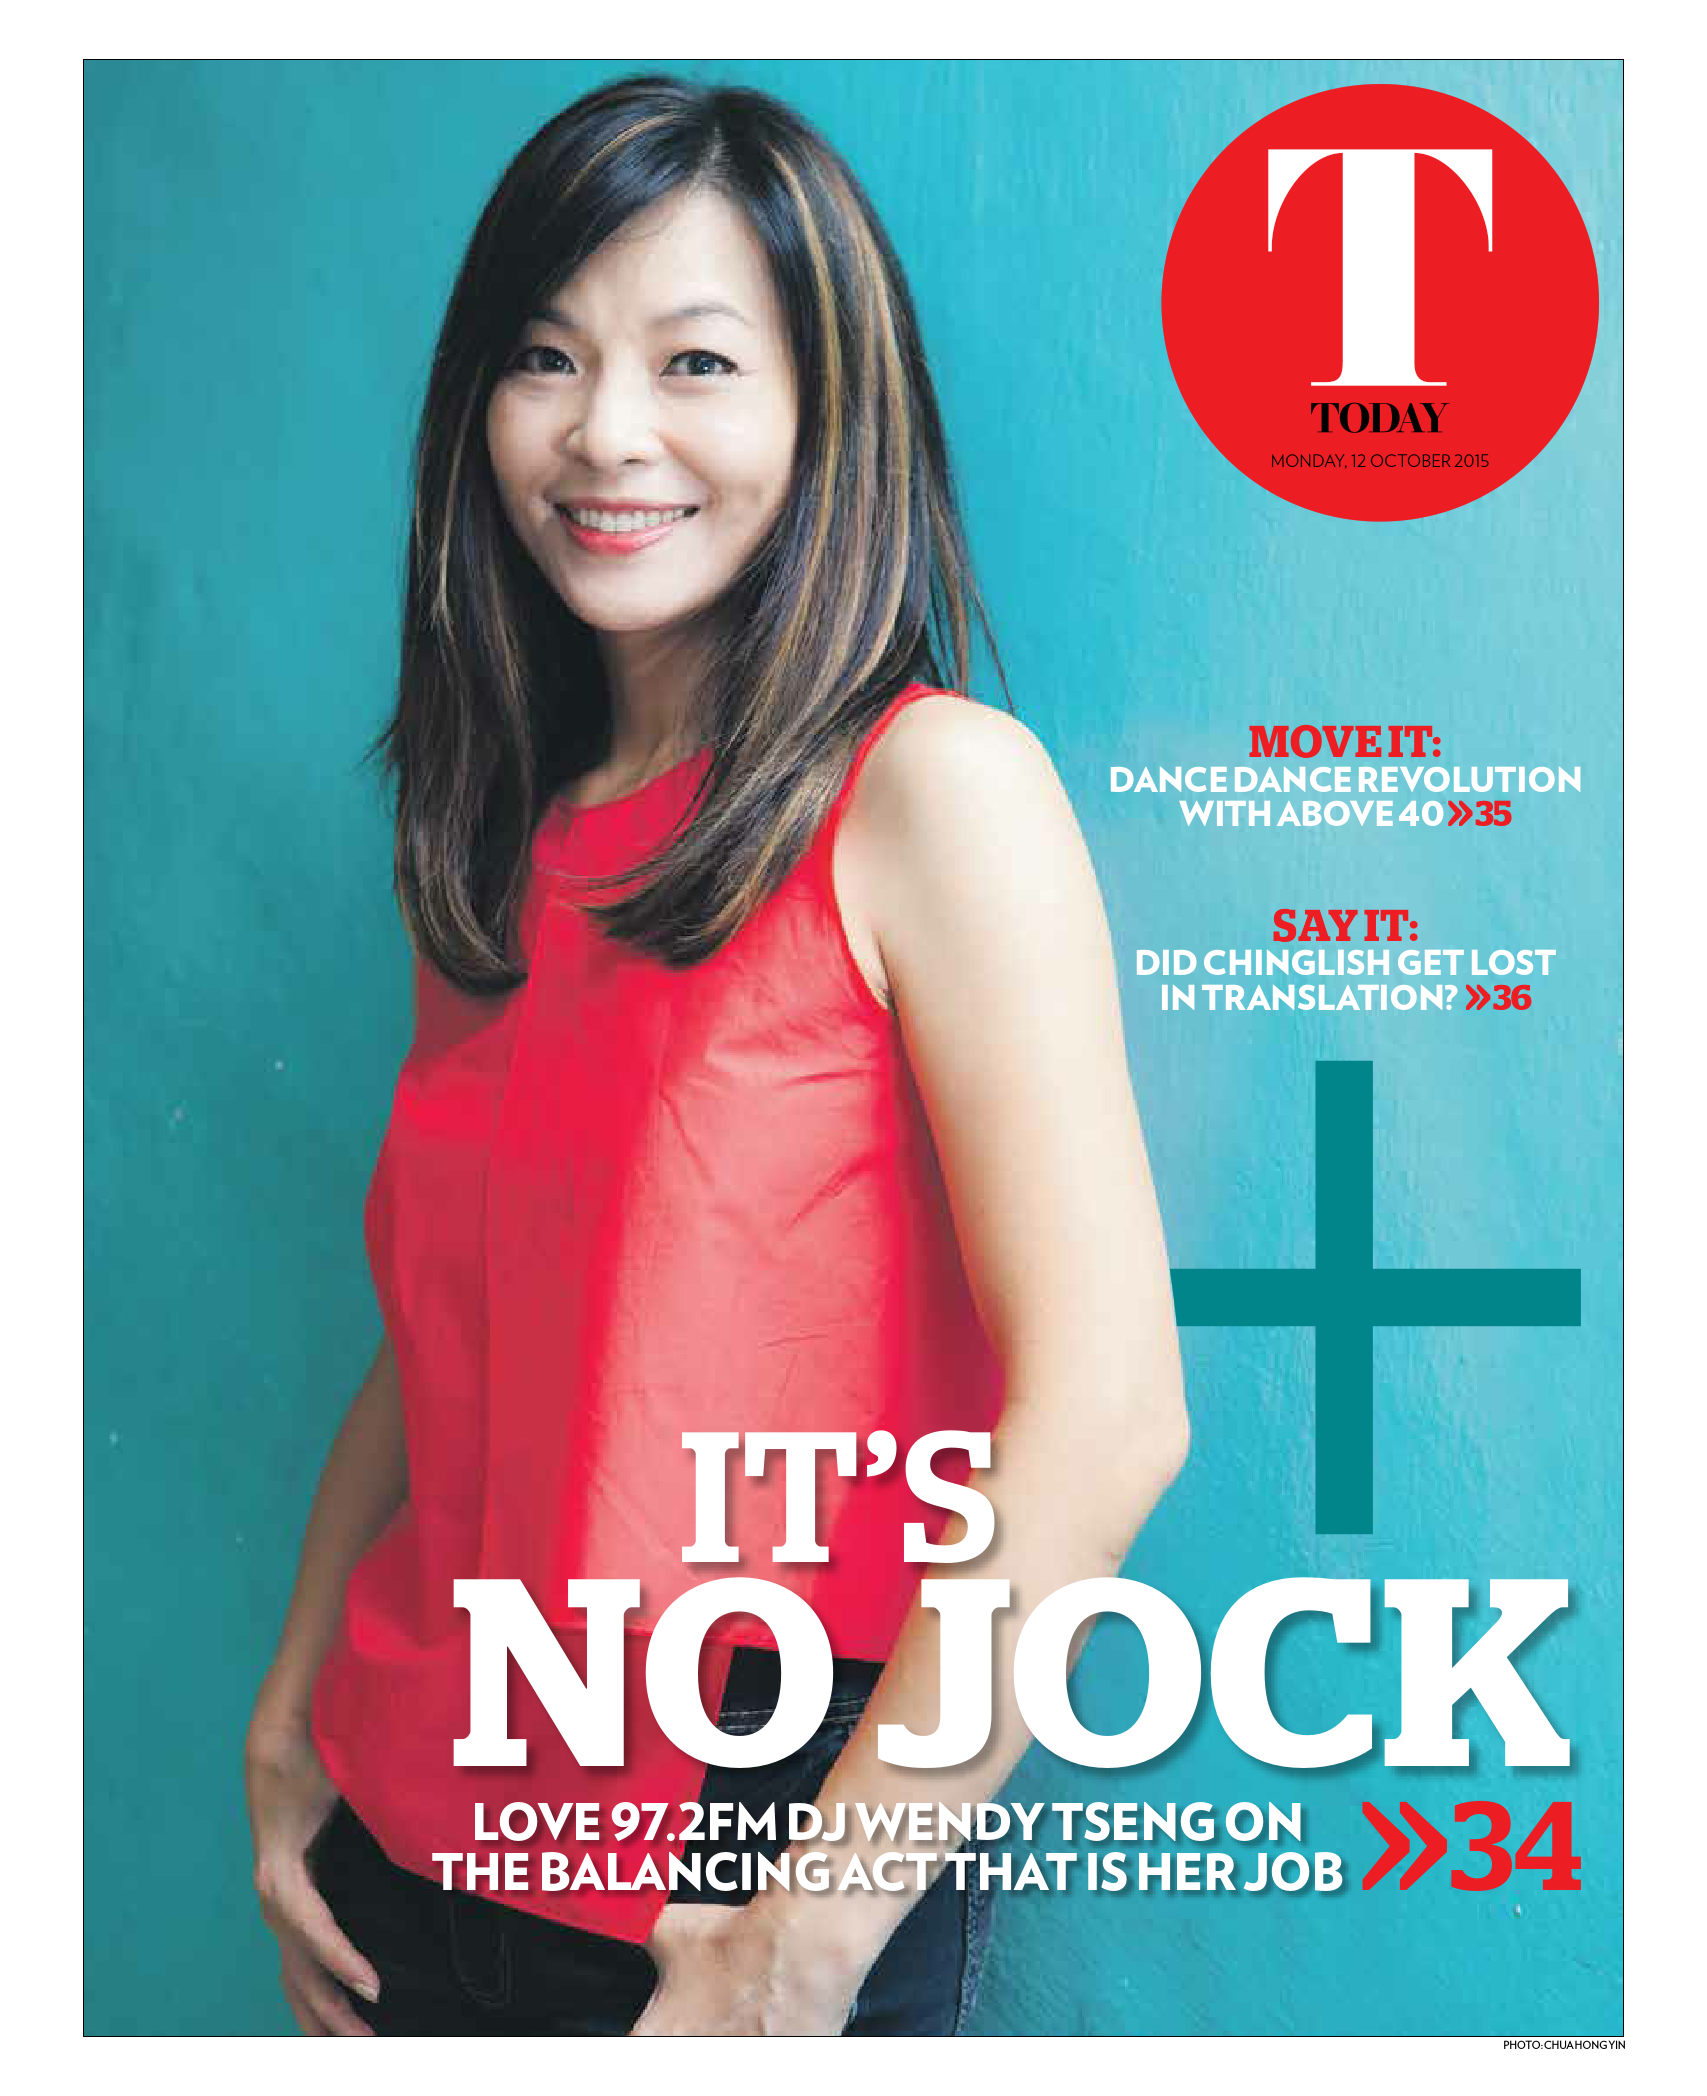 T
TODAY
MONDAY, 12 OCTOBER 2015
MOVE IT:
DANCE DANCE REVOLUTION
WITH ABOVE 40 »35
SAY IT:
DID CHINGLISH GET LOST
IN TRANSLATION? »36
IT'S
NO JOCK
LOVE 97.2FM DJ WENDY TSENG ON
THE BALANCING ACT THAT IS HER JOB »34
PHOTO: CHUA HONG YIN